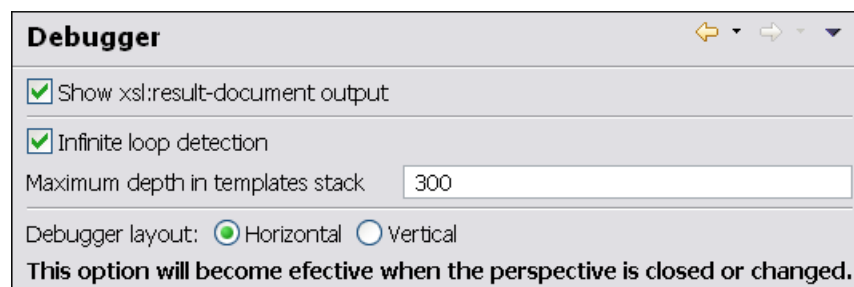 Debugger
Show xsl:result-document output
Infinite loop detection
Maximum depth in templates stack 300
Debugger layout: Horizontal Vertical
This option will become efective when the perspective is closed or changed.